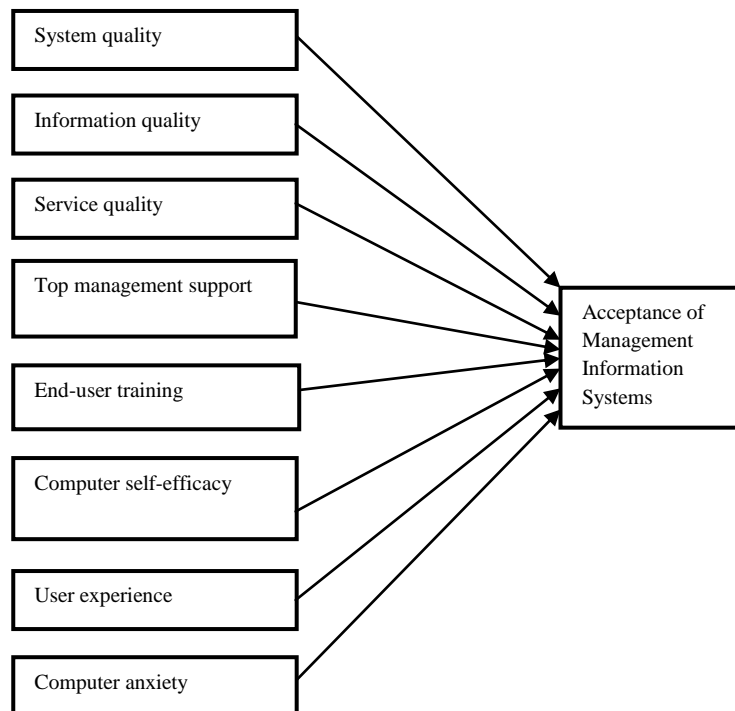 System quality
Information quality
Service quality
Top management support
End-user training
Computer self-efficacy
User experience
Computer anxiety
Acceptance of
Management
Information
Systems